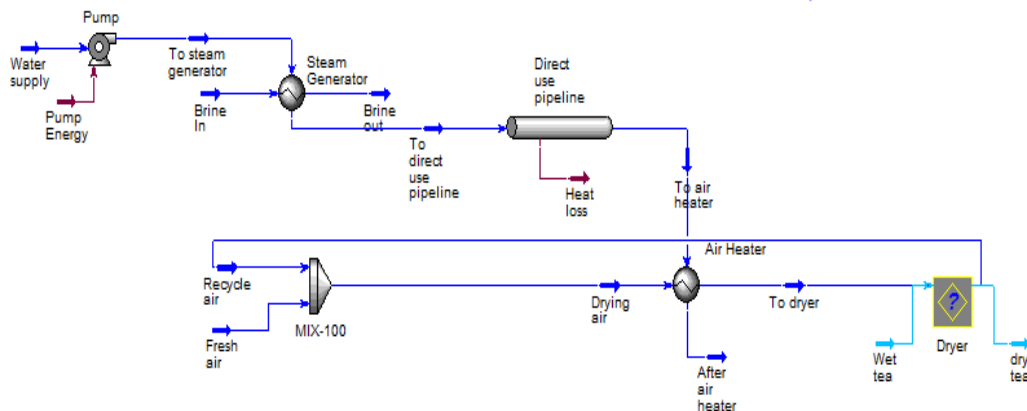 Pump
Water
supply
To steam
generator
Steam
Generator
Pump
Energy
Brine
In
Brine
out
Direct
use
pipeline
To
direct
use
pipeline
Heat
loss
To air
heater
Recycle
air
Fresh
air
MIX-100
Drying
air
Air Heater
To dryer
After
air
heater
Wet
tea
?
Dryer
dry
tea